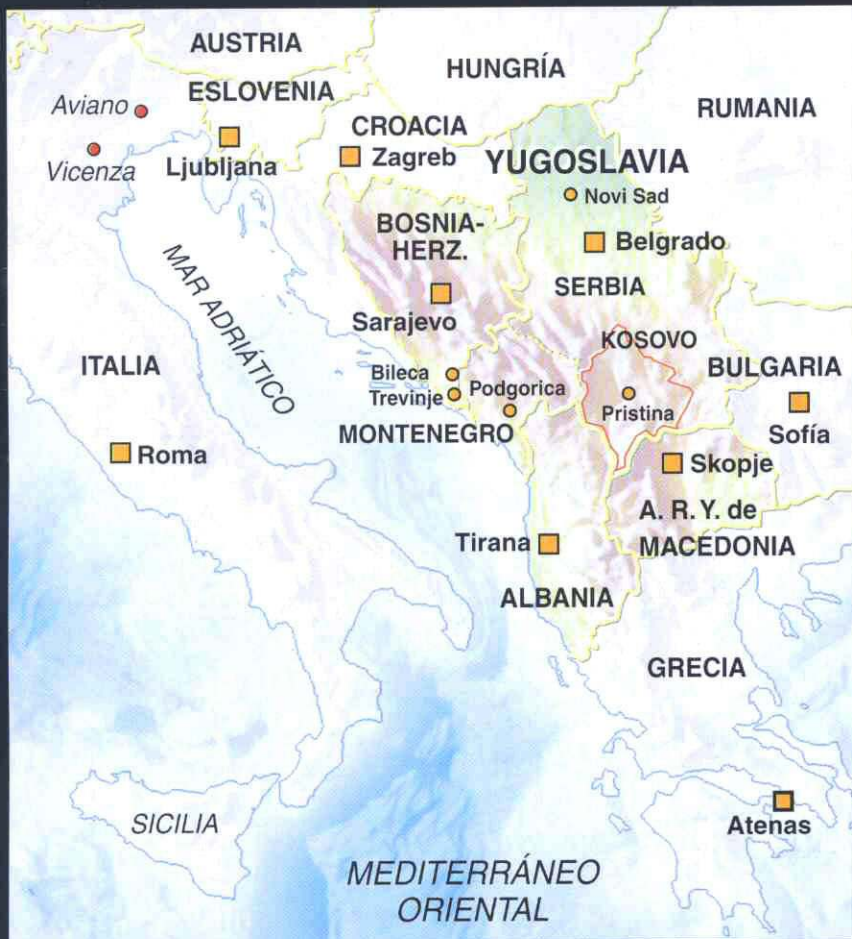 AUSTRIA
HUNGRÍA
ESLOVENIA
Aviano
RUMANIA
CROACIA
Vicenza
Ljubljana
Zagreb
YUGOSLAVIA
Novi Sad
BOSNIA-
HERZ.
Belgrado
MAR ADRIÁTICO
SERBIA
Sarajevo
KOSOVO
ITALIA
Bileca
BULGARIA
Trevinje
Podgorica
Pristina
MONTENEGRO
Sofía
Roma
Skopje
A. R. Y. de
MACEDONIA
Tirana
ALBANIA
GRECIA
SICILIA
Atenas
MEDITERRÁNEO
ORIENTAL